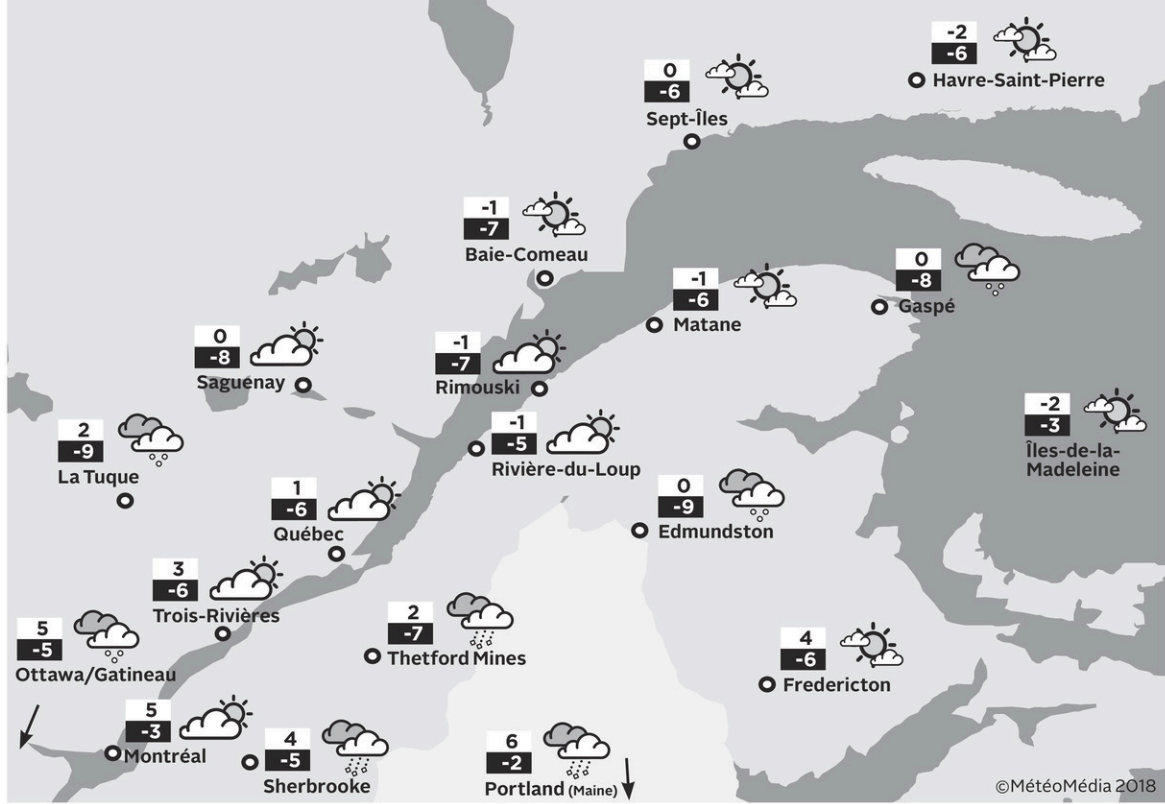 -2
-6
Havre-Saint-Pierre
0
-6
Sept-Îles
-1
-7
Baie-Comeau
0
-8
Gaspé
-1
-6
Matane
0
-8
Saguenay
-1
-7
Rimouski
-2
-3
Îles-de-la-
Madeleine
2
-9
La Tuque
-1
-5
Rivière-du-Loup
1
-6
Québec
0
-9
Edmundston
3
-6
Trois-Rivières
2
-7
Thetford Mines
5
-5
Ottawa/Gatineau
4
-6
Fredericton
5
-3
Montréal
4
-5
Sherbrooke
6
-2
Portland (Maine)
©MétéoMédia 2018